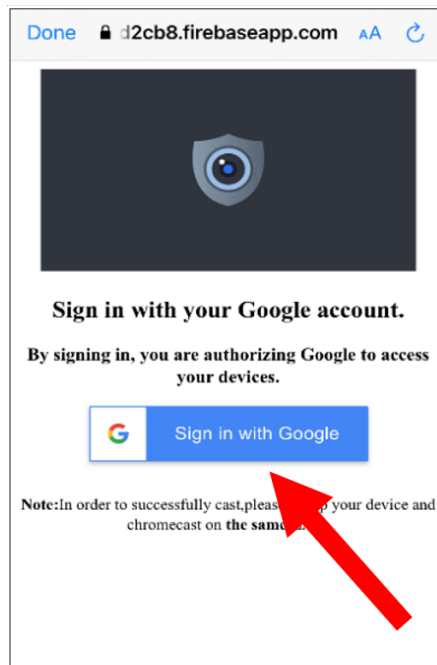 Done d2cb8.firebaseapp.com AA
Sign in with your Google account.
By signing in, you are authorizing Google to access
your devices.
G Sign in with Google
Note:In order to successfully cast, your device and
chromecast on the same